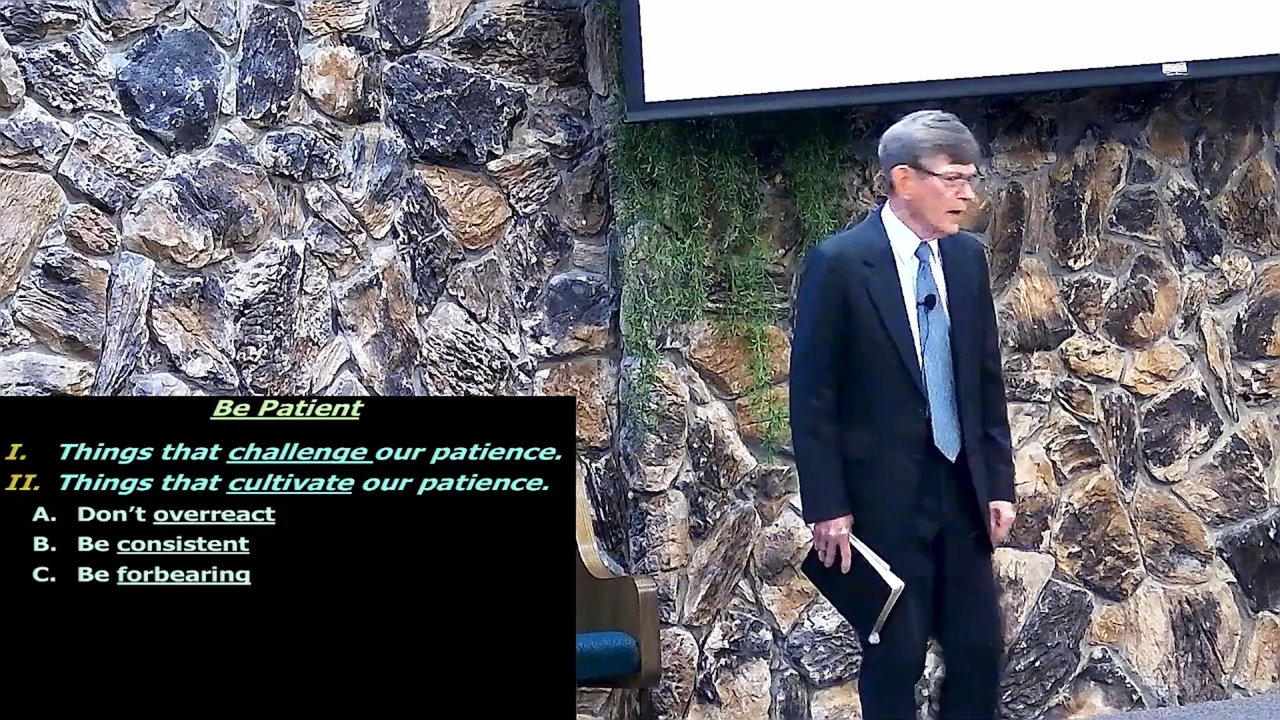 Be Patient
I. Things that challenge our patience.
II. Things that cultivate our patience.
A. Don't overreact
B. Be consistent
C. Be forbearing